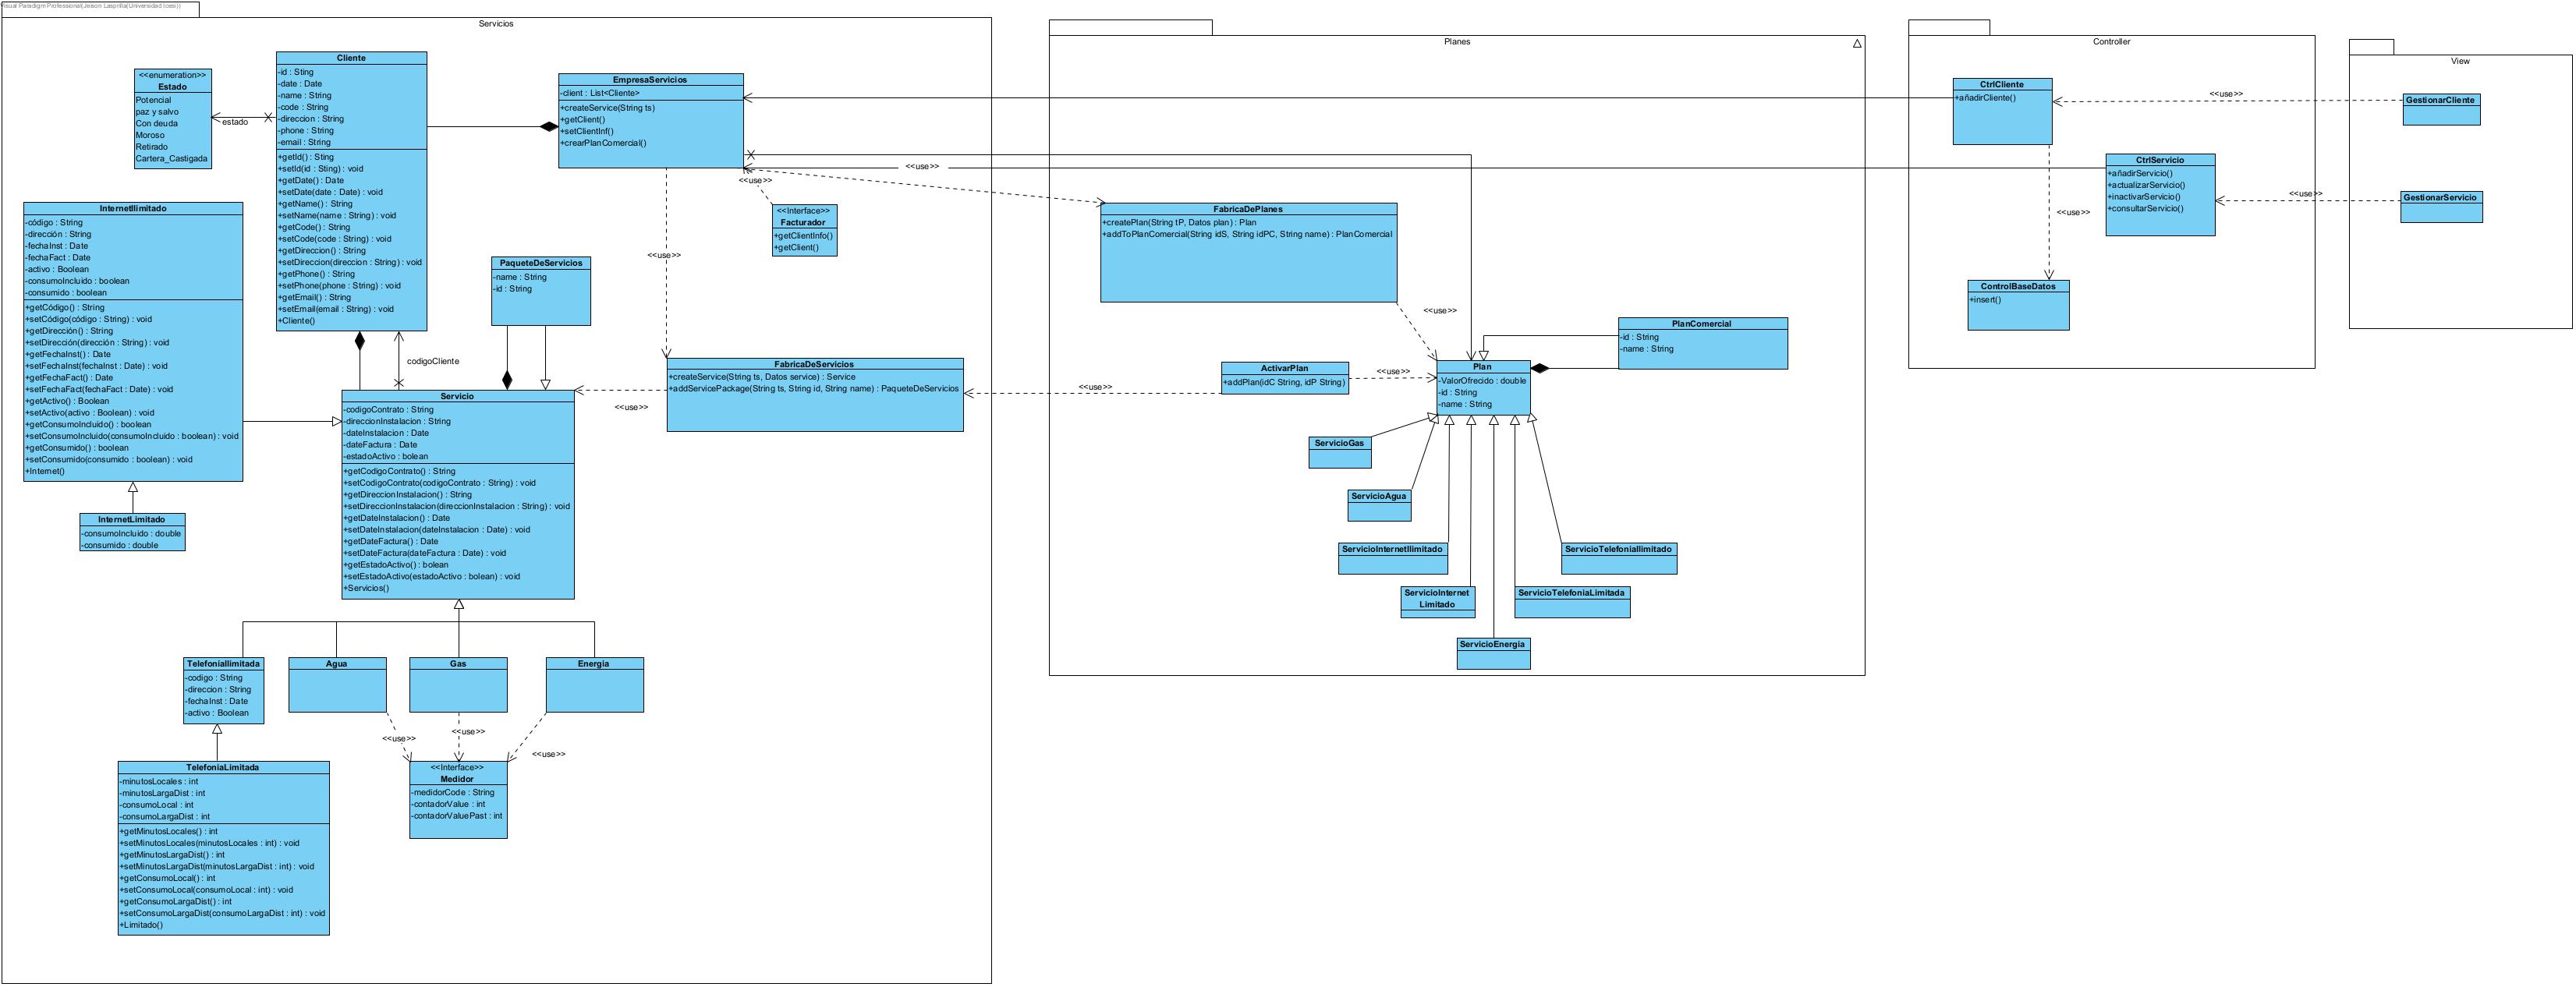 Visual Paradigm Professional(Jeison Laspriilla(Universidad Icesi))
Servicios
<<enumeration>>
Estado
Potencial
paz y salvo
Con deuda
Moroso
Retirado
Cartera_Castigada
estado
Cliente
-id : Sting
-date : Date
-name : String
-code : String
-direccion : String
-phone : String
-email : String
+getId() : Sting
+setId(id : Sting) : void
+getDate() : Date
+setDate(date : Date) : void
+getName() : String
+setName(name : String) : void
+getCode() : String
+setCode(code : String) : void
+getDireccion() : String
+setDireccion(direccion : String) : void
+getPhone() : String
+setPhone(phone : String) : void
+getEmail() : String
+setEmail(email : String) : void
+Cliente()
codigoCliente
EmpresaServicios
-client : List<Cliente>
+createService(String ts)
+getClient()
+setClientInf()
+crearPlanComercial()
<<use>>
<<use>>
<<use>>
<<Interface>>
Facturador
+getClientInfo()
+getClient()
InternetIlimitado
-código : String
-dirección : String
-fechaInst : Date
-fechaFact : Date
-activo : Boolean
-consumoIncluido : boolean
-consumido : boolean
+getCódigo() : String
+setCódigo(código : String) : void
+getDirección() : String
+setDirección(dirección : String) : void
+getFechaInst() : Date
+setFechaInst(fechaInst : Date) : void
+getFechaFact() : Date
+setFechaFact(fechaFact : Date) : void
+getActivo() : Boolean
+setActivo(activo : Boolean) : void
+getConsumoIncluido() : boolean
+setConsumoIncluido(consumoIncluido : boolean) : void
+getConsumido() : boolean
+setConsumido(consumido : boolean) : void
+Internet()
InternetLimitado
-consumoIncluido : double
-consumido : double
PaqueteDeServicios
-name : String
-id : String
FabricaDeServicios
+createService(String ts, Datos service) : Service
+addServicePackage(String ts, String id, String name) : PaqueteDeServicios
<<use>>
Servicio
-codigoContrato : String
-direccionInstalacion : String
-dateInstalacion : Date
-dateFactura : Date
-estadoActivo : bolean
+getCodigoContrato() : String
+setCodigoContrato(codigoContrato : String) : void
+getDireccionInstalacion() : String
+setDireccionInstalacion(direccionInstalacion : String) : void
+getDateInstalacion() : Date
+setDateInstalacion(dateInstalacion : Date) : void
+getDateFactura() : Date
+setDateFactura(dateFactura : Date) : void
+getEstadoActivo() : bolean
+setEstadoActivo(estadoActivo : bolean) : void
+Servicios()
TelefoniaIlimitada
-codigo : String
-direccion : String
-fechaInst : Date
-activo : Boolean
Agua
Gas
Energia
<<use>>
<<use>>
<<use>>
<<Interface>>
Medidor
-medidorCode : String
-contadorValue : int
-contadorValuePast : int
TelefoniaLimitada
-minutosLocales : int
-minutosLargaDist : int
-consumoLocal : int
-consumoLargaDist : int
+getMinutosLocales() : int
+setMinutosLocales(minutosLocales : int) : void
+getMinutosLargaDist() : int
+setMinutosLargaDist(minutosLargaDist : int) : void
+getConsumoLocal() : int
+setConsumoLocal(consumoLocal : int) : void
+getConsumoLargaDist() : int
+setConsumoLargaDist(consumoLargaDist : int) : void
+Limitado()
Planes
FabricaDePlanes
+createPlan(String tP, Datos plan) : Plan
+addToPlanComercial(String idS, String idPC, String name) : PlanComercial
<<use>>
PlanComercial
-id : String
-name : String
ActivarPlan
+addPlan(idC String, idP String)
<<use>>
<<use>>
Plan
-ValorOfrecido : double
-id : String
-name : String
ServicioGas
ServicioAgua
ServicioInternetIlimitado
ServicioTelefoniaIlimitado
ServicioInternet
Limitado
ServicioTelefoniaLimitada
ServicioEnergia
Controller
CtrlCliente
+añadirCliente()
<<use>>
CtrlServicio
+añadirServicio()
+actualizarServicio()
+inactivarServicio()
+consultarServicio()
<<use>>
<<use>>
ControlBaseDatos
+insert()
View
GestionarCliente
GestionarServicio